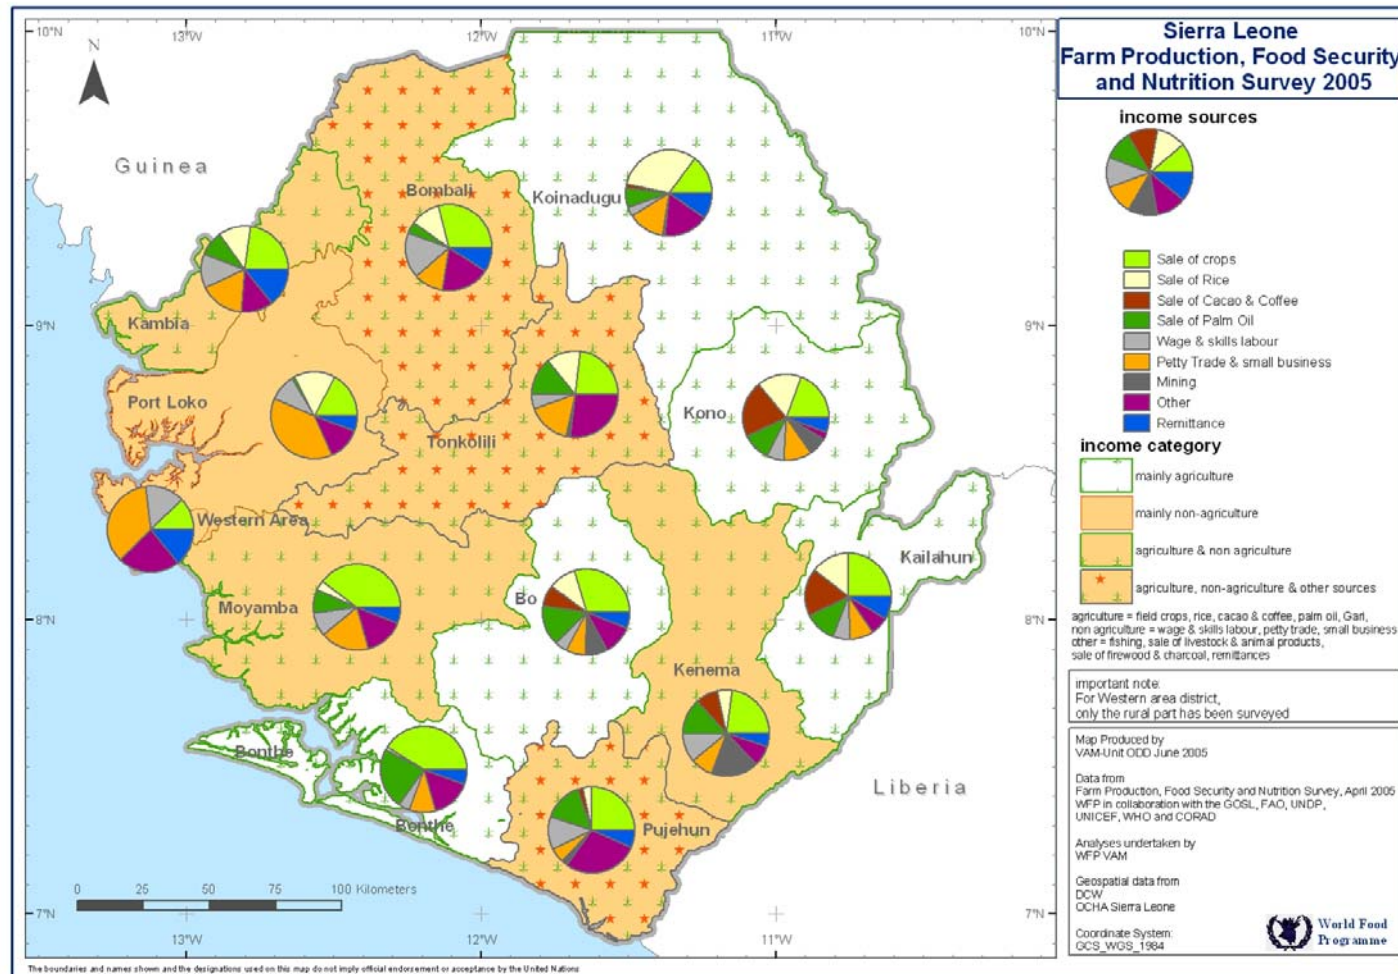 10°N
13°W
12°W
11°W
10°N
N
Guinea
Bombali
Koinadugu
Kambia
9°N
9°N
Port Loko
Kono
Tonkolili
Western Area
Kailahun
Moyamba
Bo
8°N
8°N
Kenema
Bonthe
Liberia
Bonthe
Pujehun
0 25 50 75 100 Kilometers
7°N
7°N
13°W
12°W
11°W
The boundaries and names shown and the designations used on this map do not imply official endorsement or acceptance by the United Nations
Sierra Leone
Farm Production, Food Security
and Nutrition Survey 2005
income sources
Sale of crops
Sale of Rice
Sale of Cacao & Coffee
Sale of Palm Oil
Wage & skills labour
Petty Trade & small business
Mining
Other
Remittance
income category
mainly agriculture
mainly non-agriculture
agriculture & non agriculture
agriculture, non-agriculture & other sources
agriculture = field crops, rice, cacao & coffee, palm oil, Gari,
non agriculture = wage & skills labour, petty trade, small business
other = fishing, sale of livestock & animal products,
sale of firewood & charcoal, remittances
important note:
For Western area district,
only the rural part has been surveyed
Map Produced by
VAM-Unit ODD June 2005
Data from
Farm Production, Food Security and Nutrition Survey, April 2005
WFP in collaboration with the GOSL, FAO, UNDP,
UNICEF, WHO and CORAD
Analyses undertaken by
WFP VAM
Geospatial data from
DCW
OCHA Sierra Leone
Coordinate System:
GCS_WGS_1984
World Food
Programme